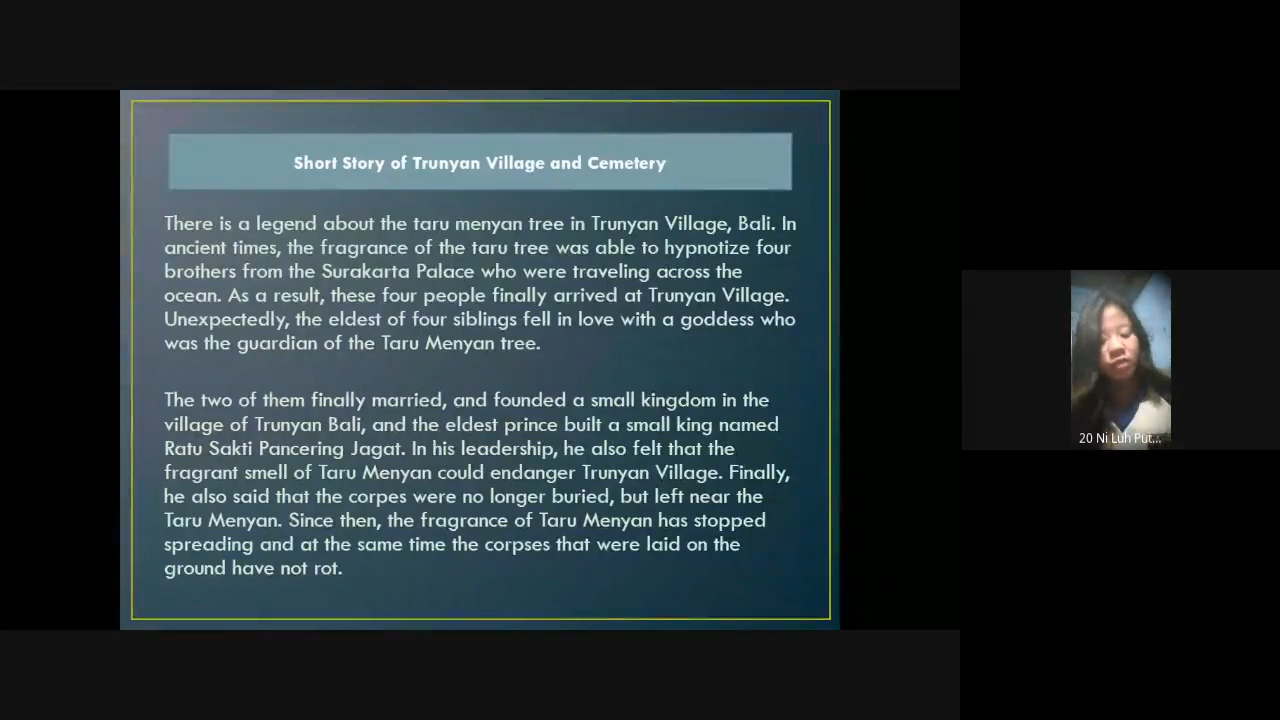 Short Story of Trunyan Village and Cemetery
There is a legend about the taru menyan tree in Trunyan Village, Bali. In
ancient times, the fragrance of the taru tree was able to hypnotize four
brothers from the Surakarta Palace who were traveling across the
ocean. As a result, these four people finally arrived at Trunyan Village.
Unexpectedly, the eldest of four siblings fell in love with a goddess who
was the guardian of the Taru Menyan tree.
The two of them finally married, and founded a small kingdom in the
village of Trunyan Bali, and the eldest prince built a small king named
Ratu Sakti Pancering Jagat. In his leadership, he also felt that the
fragrant smell of Taru Menyan could endanger Trunyan Village. Finally,
he also said that the corpes were no longer buried, but left near the
Taru Menyan. Since then, the fragrance of Taru Menyan has stopped
spreading and at the same time the corpses that were laid on the
ground have not rot.
20 Ni Luh Put...